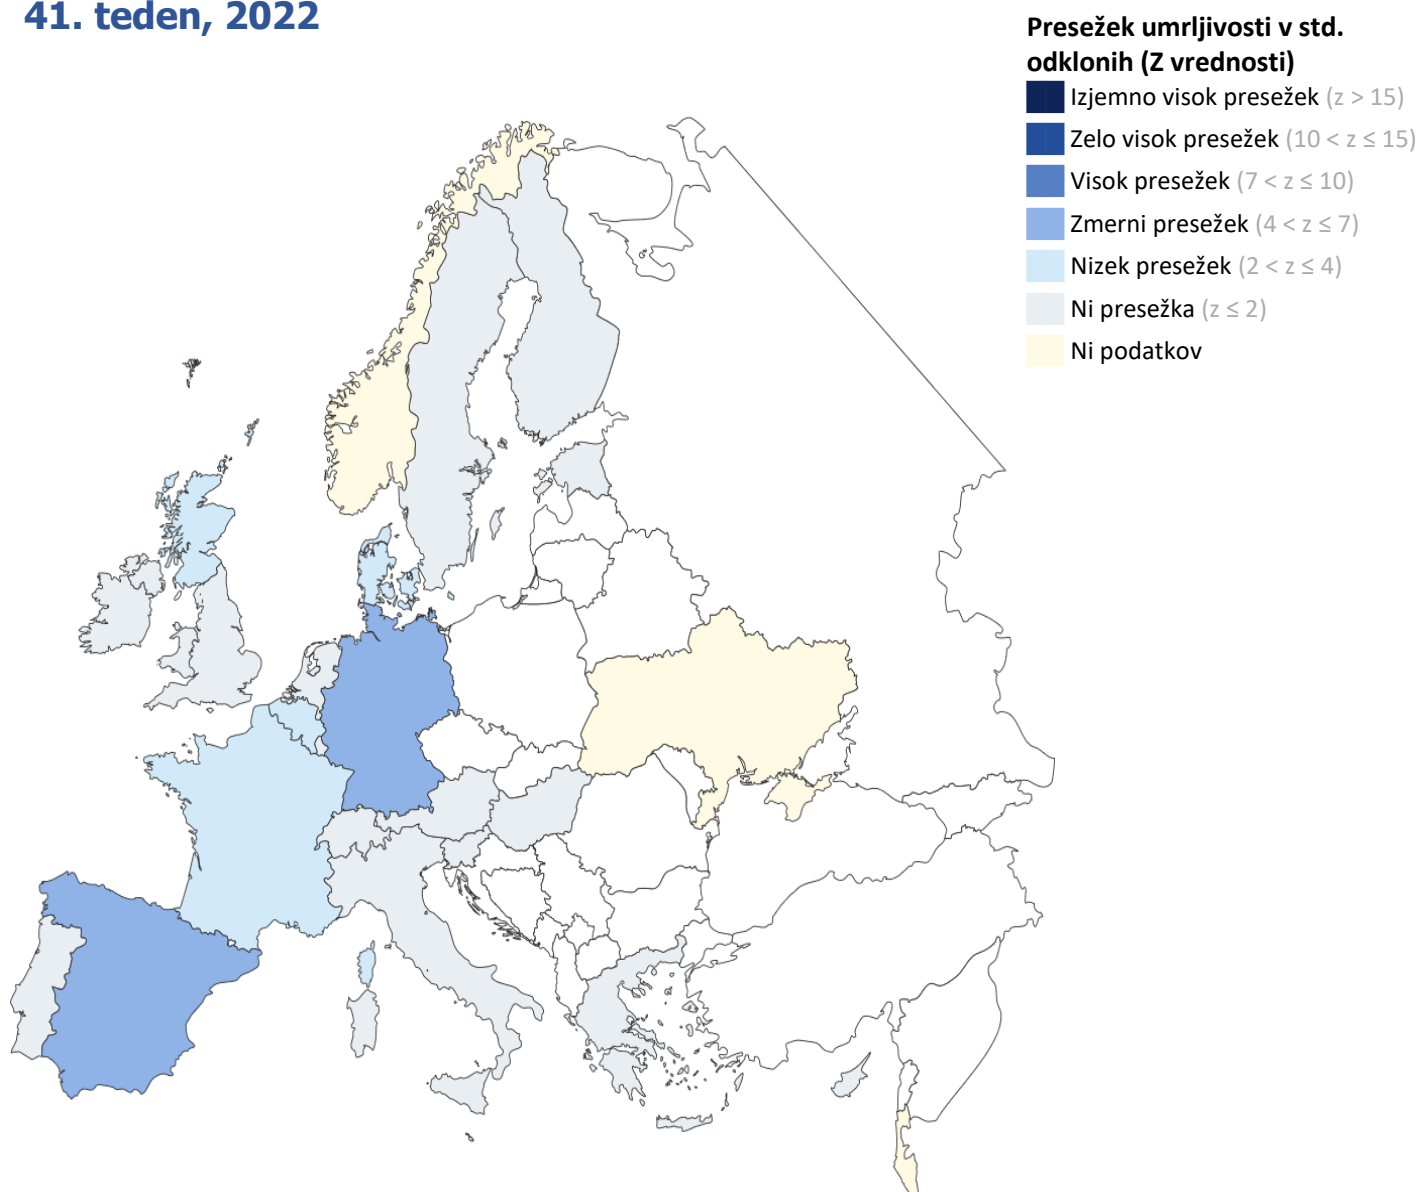 41. teden, 2022
Presežek umrljivosti v std.
odklonih (Z vrednosti)
Izjemno visok presežek (z > 15)
Zelo visok presežek (10 < z ≤ 15)
Visok presežek (7 < z ≤ 10)
Zmerni presežek (4 < z ≤ 7)
Nizek presežek (2 < z ≤ 4)
Ni presežka (z ≤ 2)
Ni podatkov